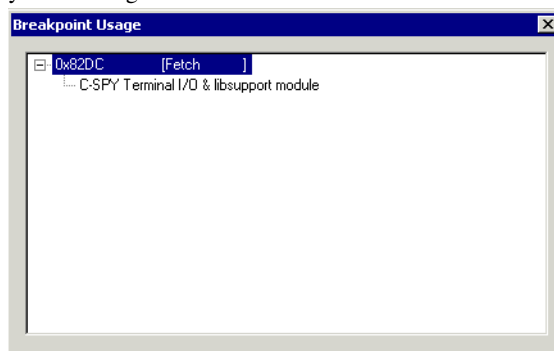 Breakpoint Usage
0x82DC [Fetch ]
C-SPY Terminal I/O & libsupport module